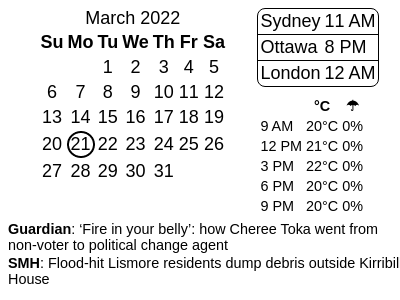 March 2022
Su Mo Tu We Th Fr Sa
1 2 3 4 5
6 7 8 9 10 11 12
13 14 15 16 17 18 19
20 21 22 23 24 25 26
27 28 29 30 31
Sydney 11 AM
Ottawa 8 PM
London 12 AM
°C ☂
9 AM 20°C 0%
12 PM 21°C 0%
3 PM 22°C 0%
6 PM 20°C 0%
9 PM 20°C 0%
Guardian: ‘Fire in your belly’: how Cheree Toka went from
non-voter to political change agent
SMH: Flood-hit Lismore residents dump debris outside Kirribil
House